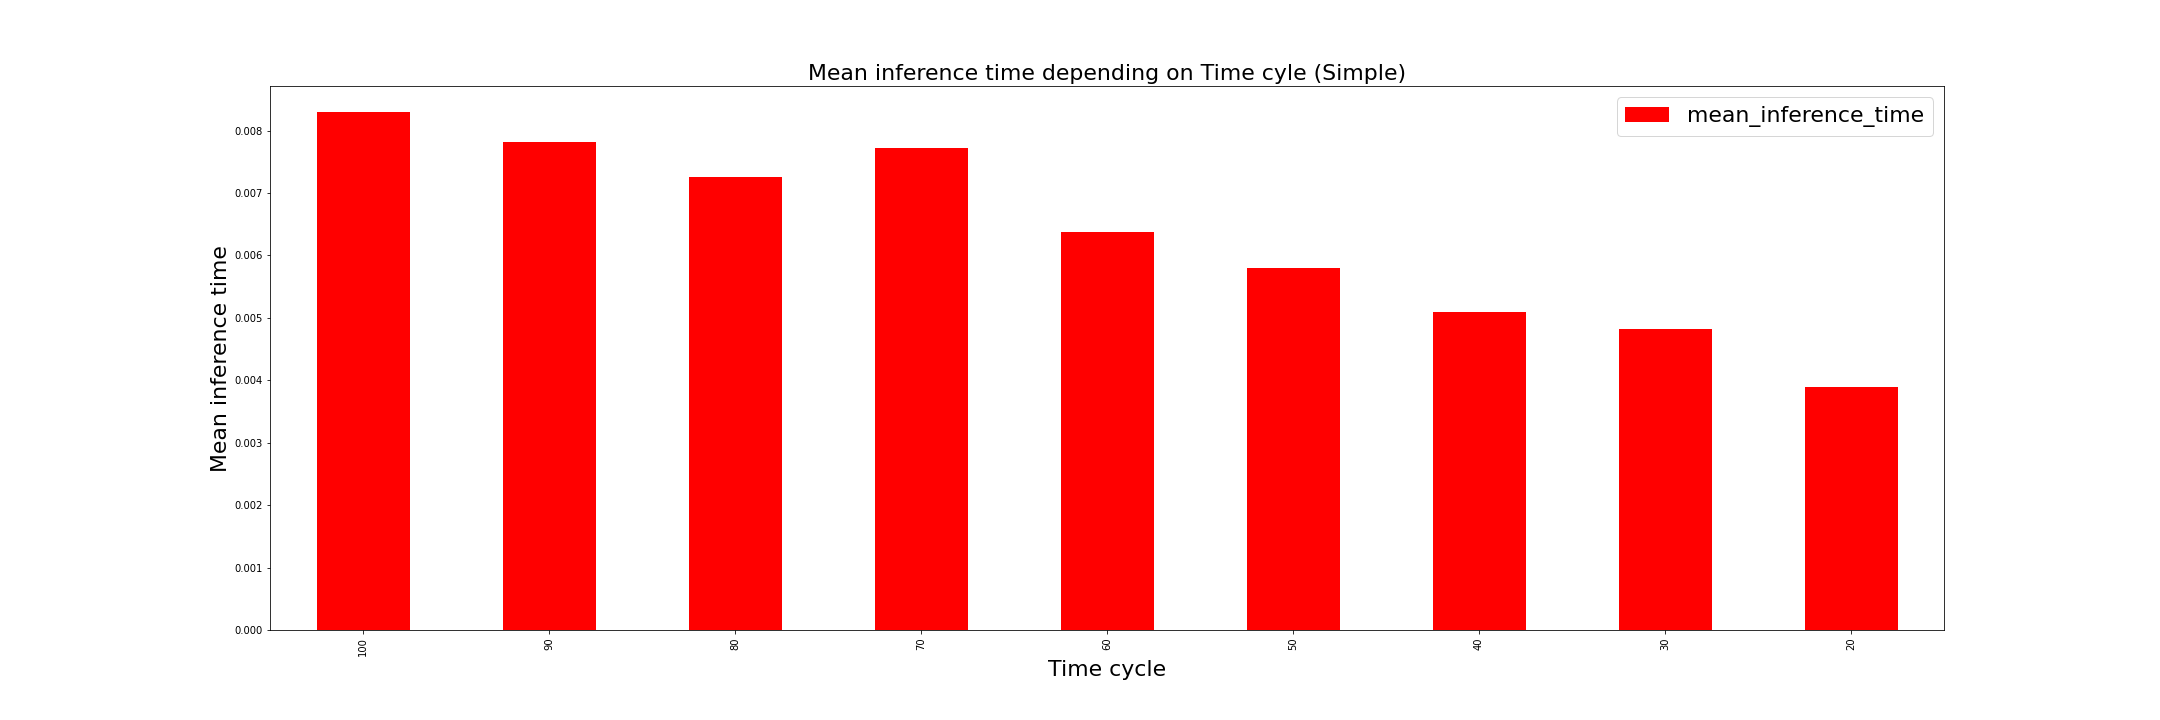 Mean inference time depending on Time cyle (Simple)
mean_inference_time
Mean inference time
0.008
0.007
0.006
0.005
0.004
0.003
0.002
0.001
0.000
100 90 80 70 60 50 40 30 20
Time cycle